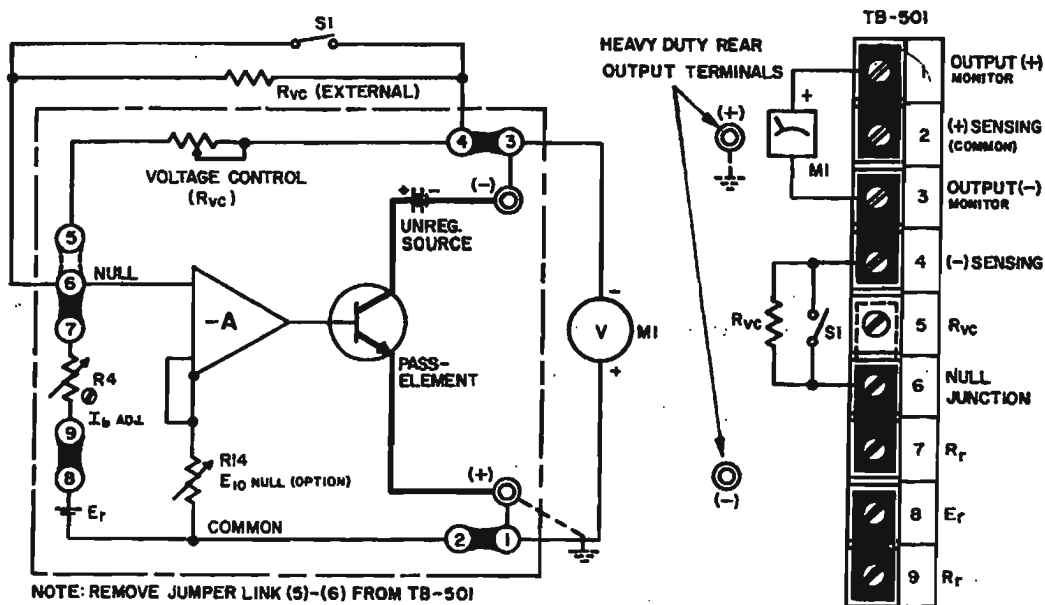 S1
RVC (EXTERNAL)
4
3
VOLTAGE CONTROL
(RVC)
(-)
+
-
UNREG.
SOURCE
5
6
NULL
7
-A
PASS-
ELEMENT
-
V
M1
+
R4
Ib ADJ.
9
8
R14
E10 NULL (OPTION)
(+)
Er
COMMON
2
1
NOTE: REMOVE JUMPER LINK (5)-(6) FROM TB-501
HEAVY DUTY REAR
OUTPUT TERMINALS
(+)
(-)
+
M1
RVC
S1
TB-501
1
OUTPUT (+)
MONITOR
2
(+) SENSING
(COMMON)
3
OUTPUT (-)
MONITOR
4
(-) SENSING
5
RVC
6
NULL
JUNCTION
7
Rr
8
Er
9
Rr